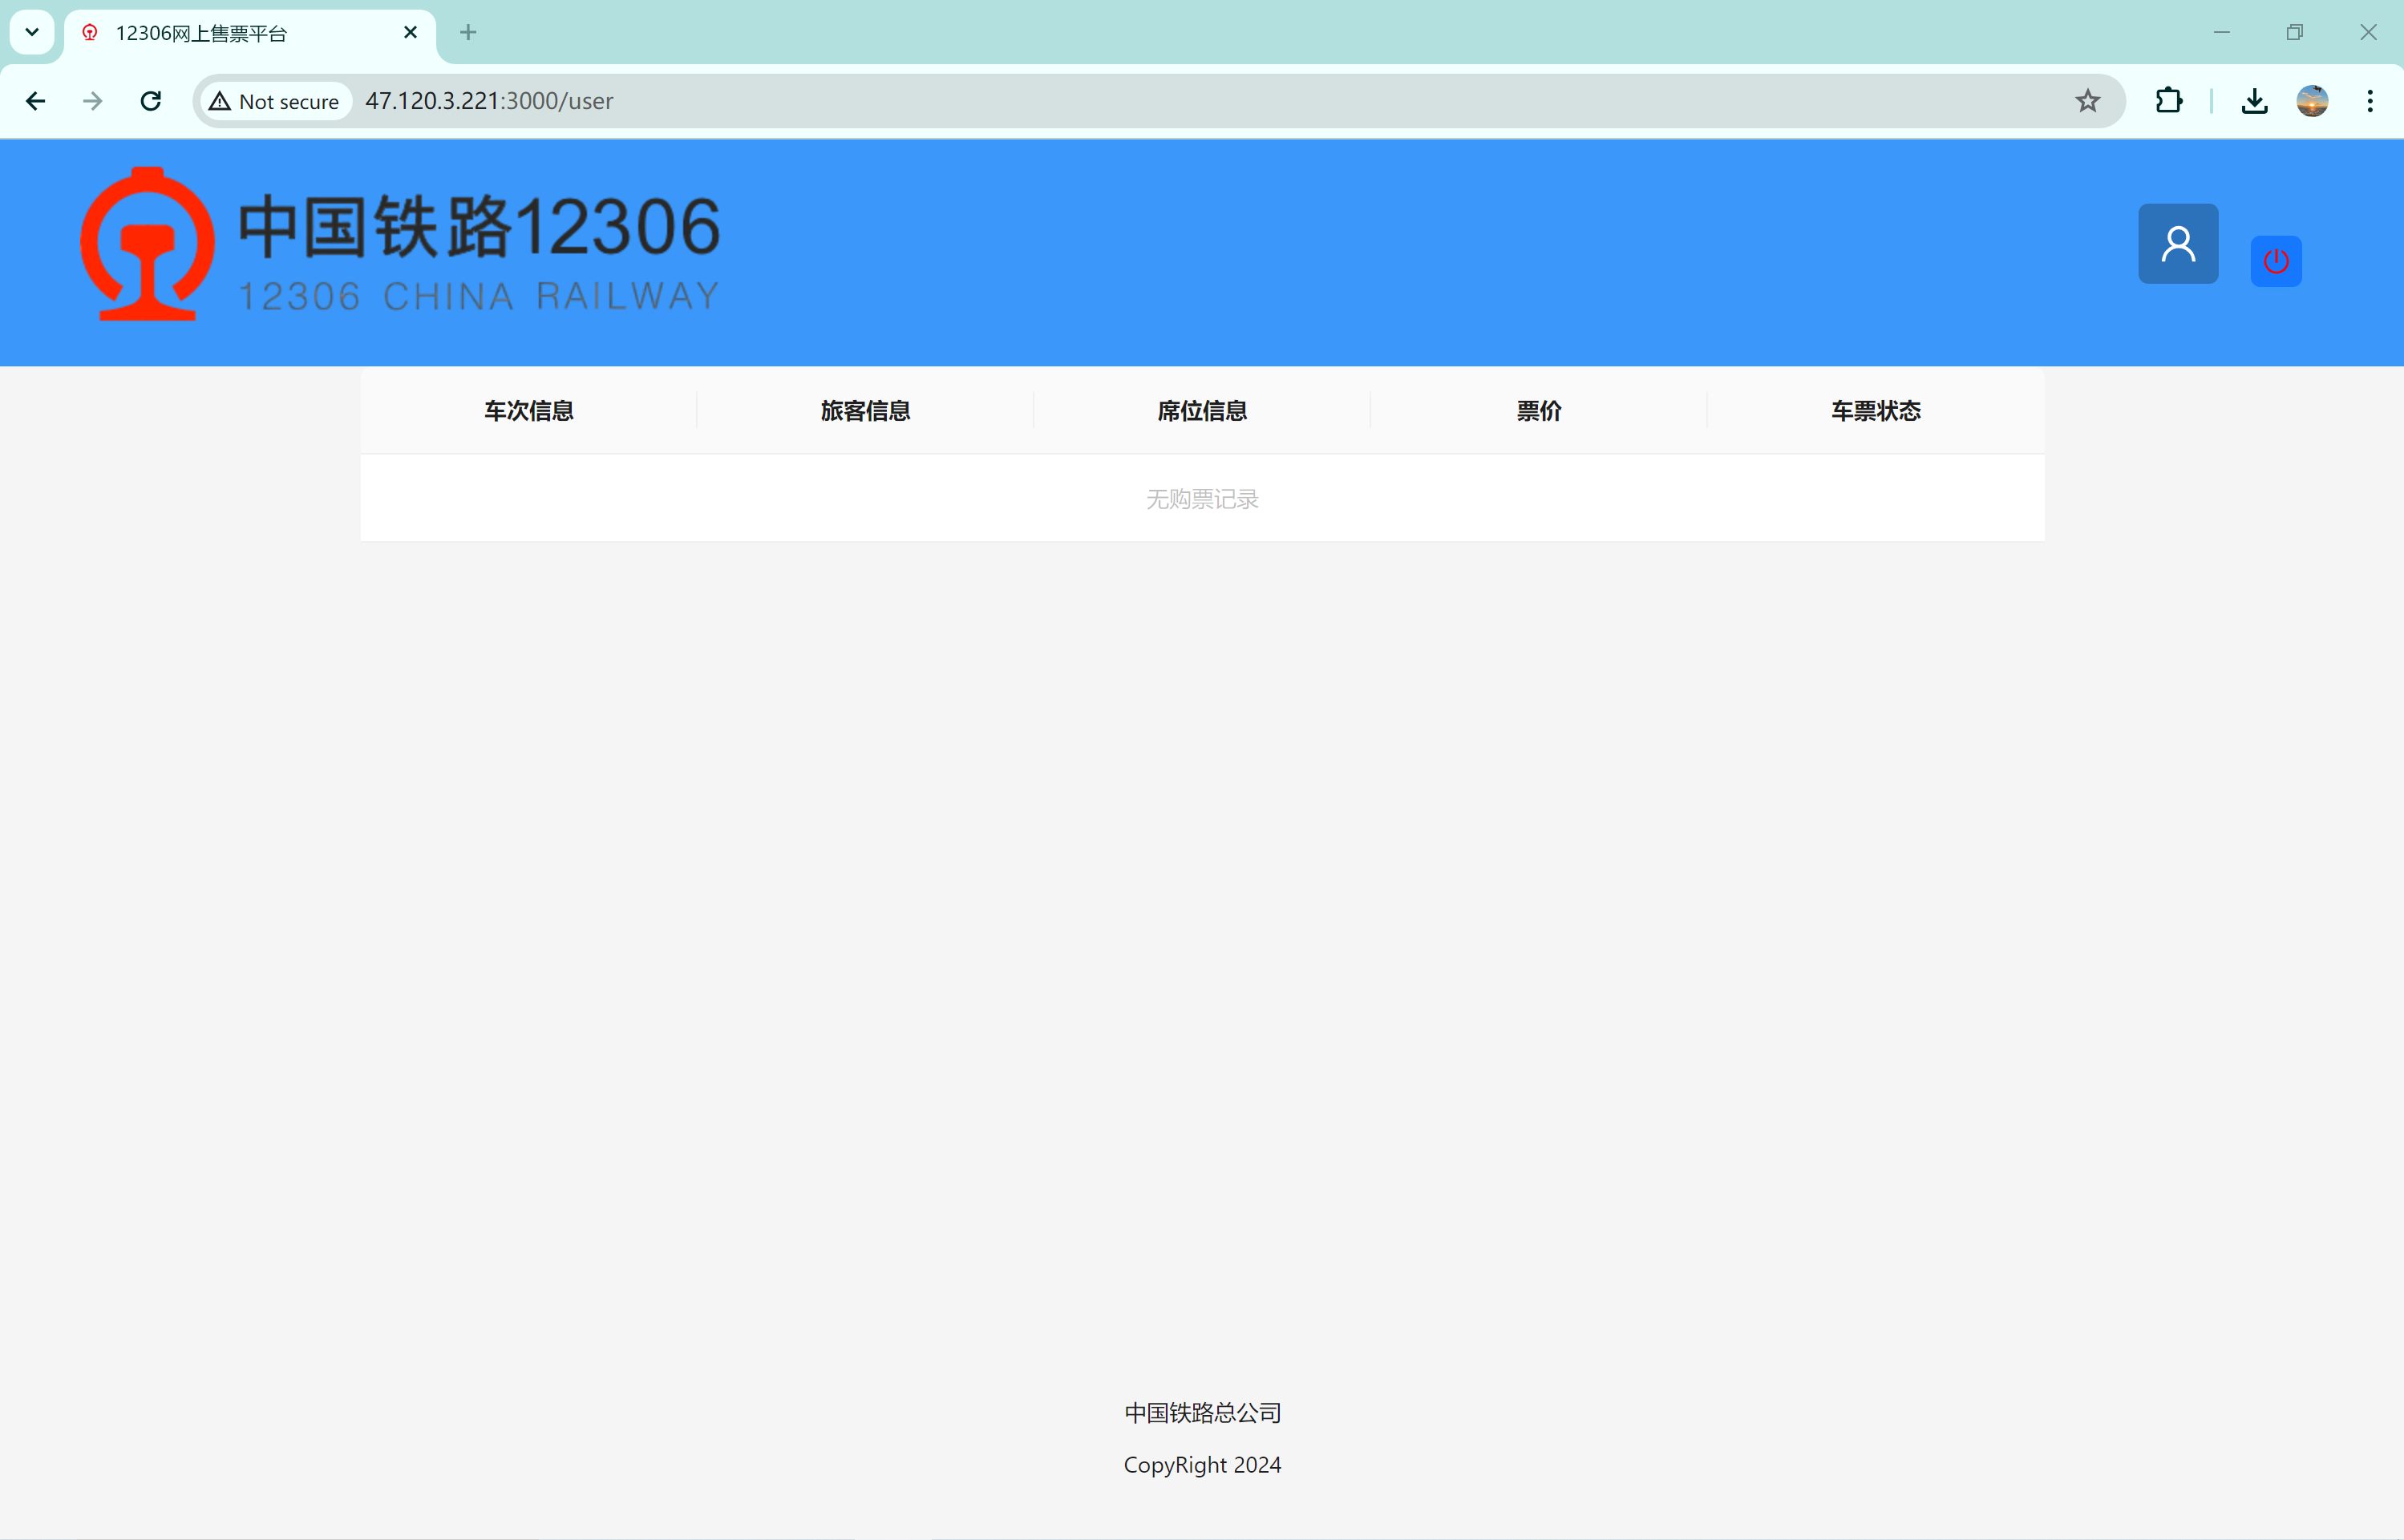 12306网上售票平台
Not secure
47.120.3.221:3000/user
中国铁路12306
12306 CHINA RAILWAY
车次信息
旅客信息
席位信息
票价
车票状态
无购票记录
中国铁路总公司
CopyRight 2024